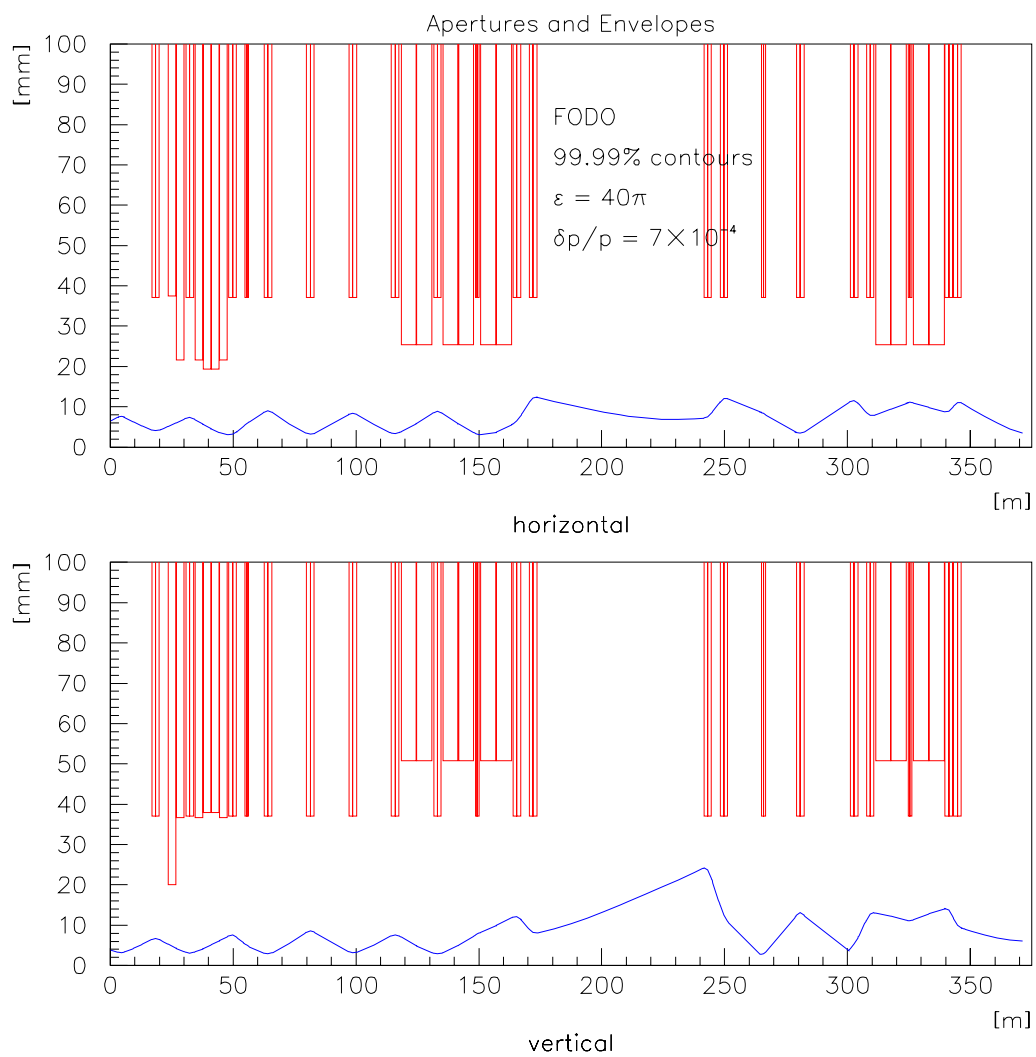 Apertures and Envelopes
[mm]
100
90
80
70
60
50
40
30
20
10
0
FODO
99.99% contours
ε = 40π
δp/p = 7×10⁻⁴
0 50 100 150 200 250 300 350
[m]
horizontal
[mm]
100
90
80
70
60
50
40
30
20
10
0
0 50 100 150 200 250 300 350
[m]
vertical